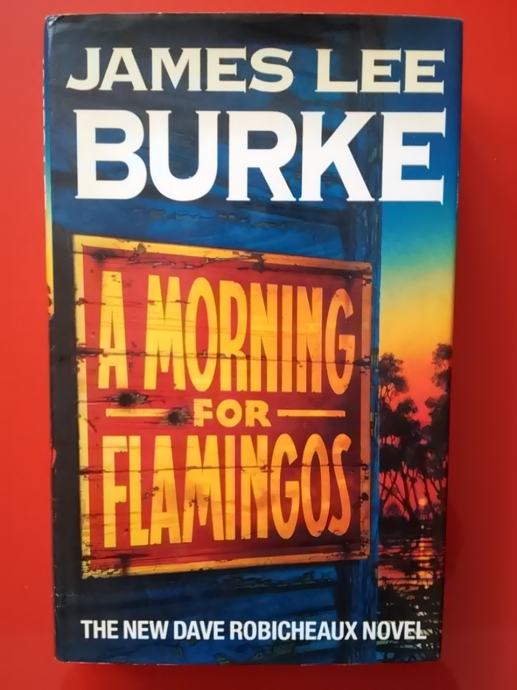 JAMES LEE
BURKE
A MORNING
FOR
FLAMINGOS
THE NEW DAVE ROBICHEAUX NOVEL